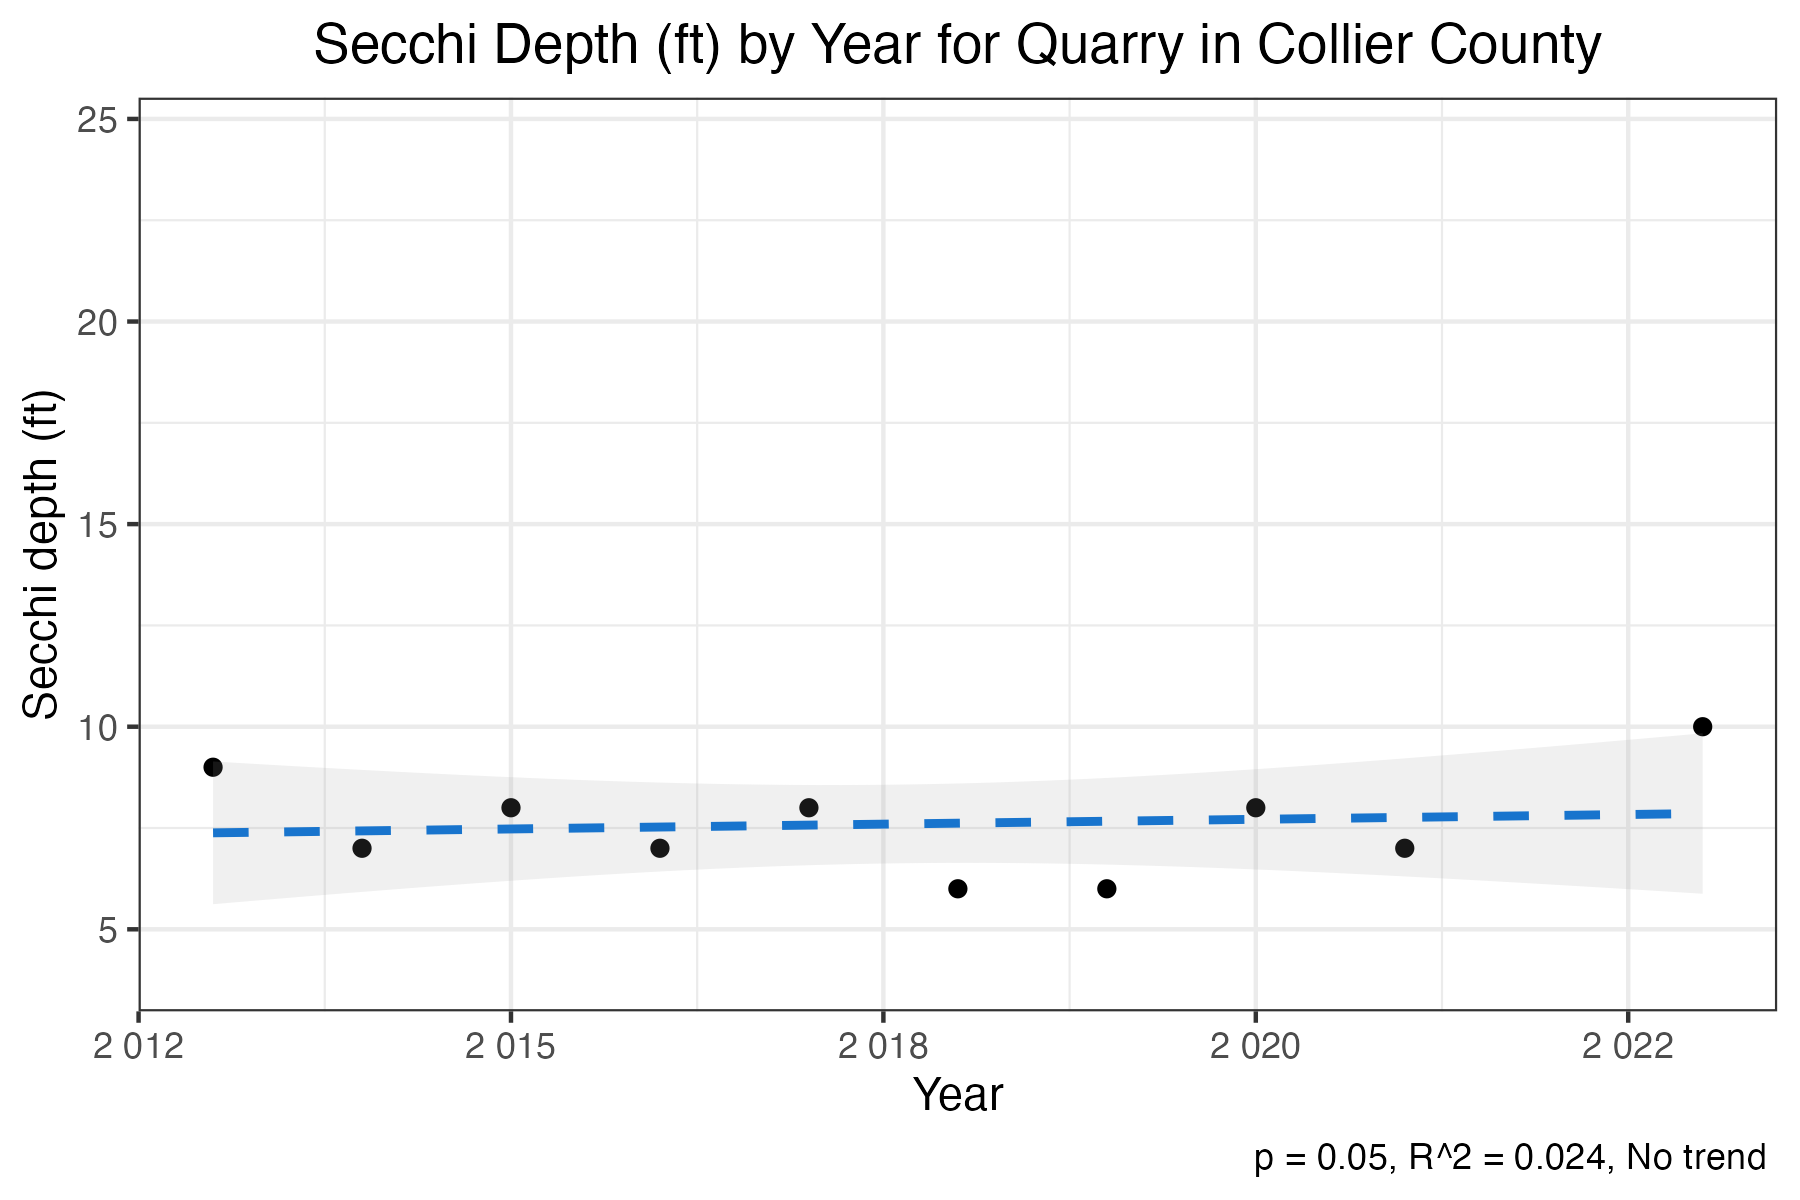 Secchi Depth (ft) by Year for Quarry in Collier County
25
20
15
10
5
Secchi depth (ft)
2 012 2 015 2 018 2 020 2 022
Year
p = 0.05, R^2 = 0.024, No trend